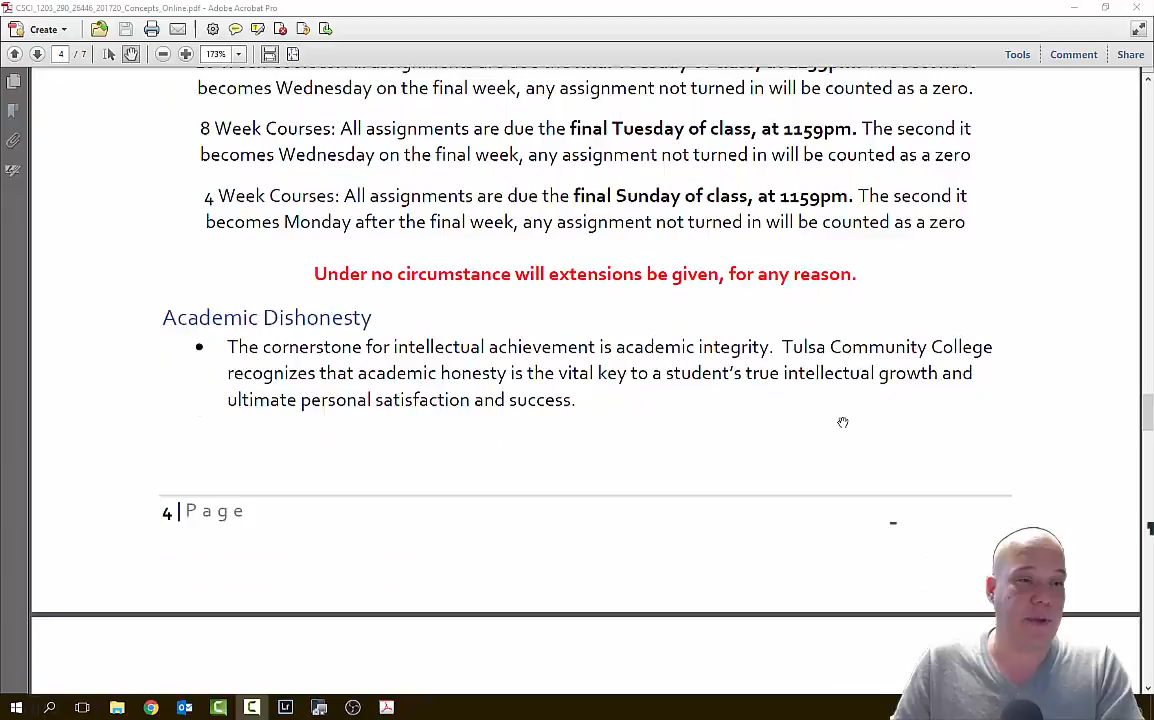 CSCI_1203_290_26446_201720_Concepts_Online.pdf - Adobe Acrobat Pro
Create
4 / 7
173%
Tools
Comment
Share
becomes Wednesday on the final week, any assignment not turned in will be counted as a zero.
8 Week Courses: All assignments are due the final Tuesday of class, at 1159pm. The second it
becomes Wednesday on the final week, any assignment not turned in will be counted as a zero
4 Week Courses: All assignments are due the final Sunday of class, at 1159pm. The second it
becomes Monday after the final week, any assignment not turned in will be counted as a zero
Under no circumstance will extensions be given, for any reason.
Academic Dishonesty
• The cornerstone for intellectual achievement is academic integrity. Tulsa Community College
recognizes that academic honesty is the vital key to a student’s true intellectual growth and
ultimate personal satisfaction and success.
4 | P a g e